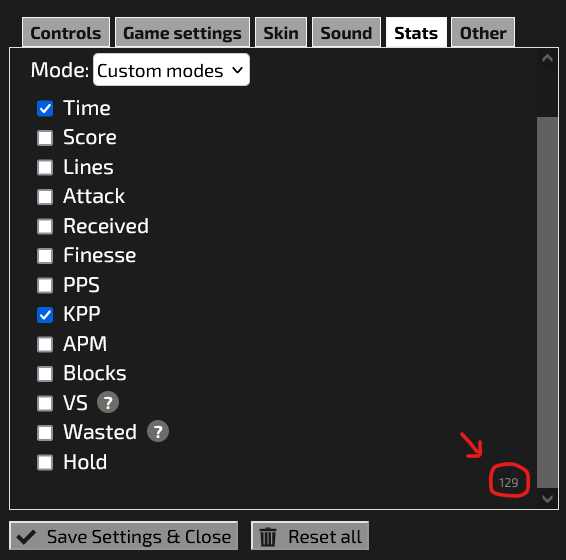 Controls Game settings Skin Sound Stats Other
Mode: Custom modes
Time
Score
Lines
Attack
Received
Finesse
PPS
KPP
APM
Blocks
VS ?
Wasted ?
Hold
129
Save Settings & Close Reset all